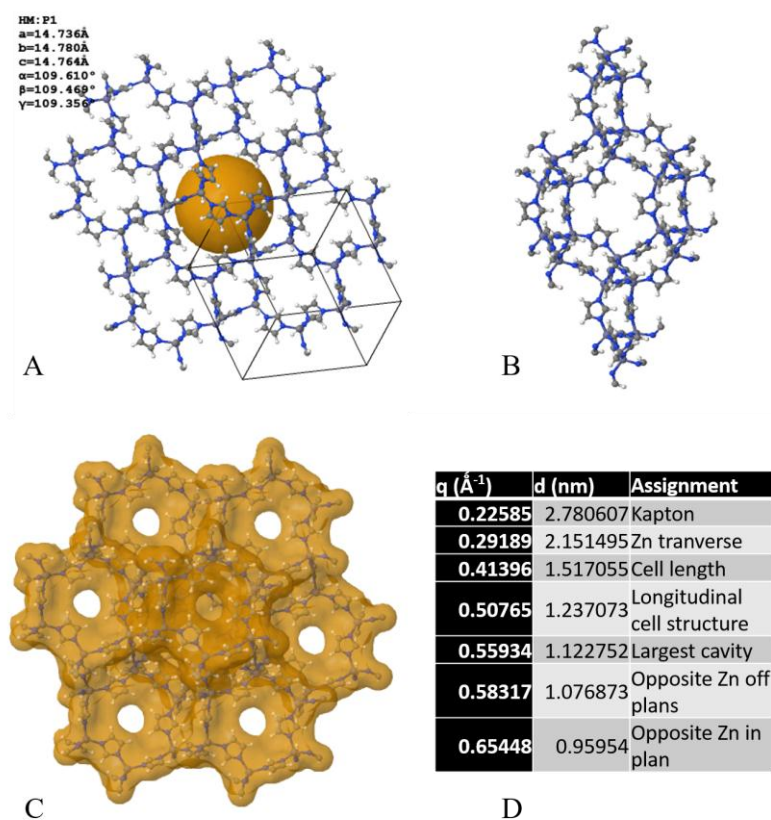 HM:P1
a=14.736Å
b=14.780Å
c=14.764Å
α=109.610°
β=109.469°
γ=109.356°
A
B
C
q (Å⁻¹) d (nm) Assignment
0.22585 2.780607 Kapton
0.29189 2.151495 Zn tranverse
0.41396 1.517055 Cell length
0.50765 1.237073 Longitudinal
cell structure
0.55934 1.122752 Largest cavity
0.58317 1.076873 Opposite Zn off
plans
0.65448 0.95954 Opposite Zn in
plan
D